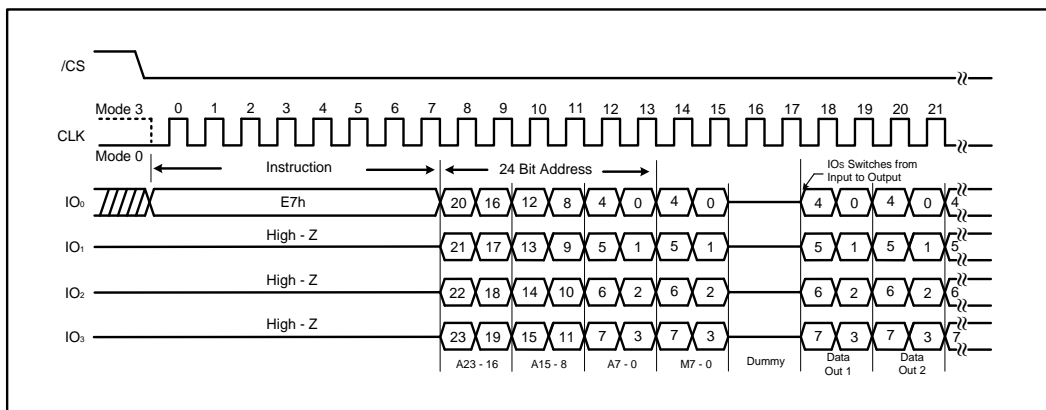 /CS
Mode 3 0 1 2 3 4 5 6 7 8 9 10 11 12 13 14 15 16 17 18 19 20 21
CLK
Mode 0
Instruction 24 Bit Address
IOs Switches from
Input to Output
IO₀ E7h 20 16 12 8 4 0 4 0 4 0 4 0 4
IO₁ High - Z 21 17 13 9 5 1 5 1 5 1 5 1 5
IO₂ High - Z 22 18 14 10 6 2 6 2 6 2 6 2 6
IO₃ High - Z 23 19 15 11 7 3 7 3 7 3 7 3 7
A23 - 16 A15 - 8 A7 - 0 M7 - 0 Dummy Data Data
Out 1 Out 2